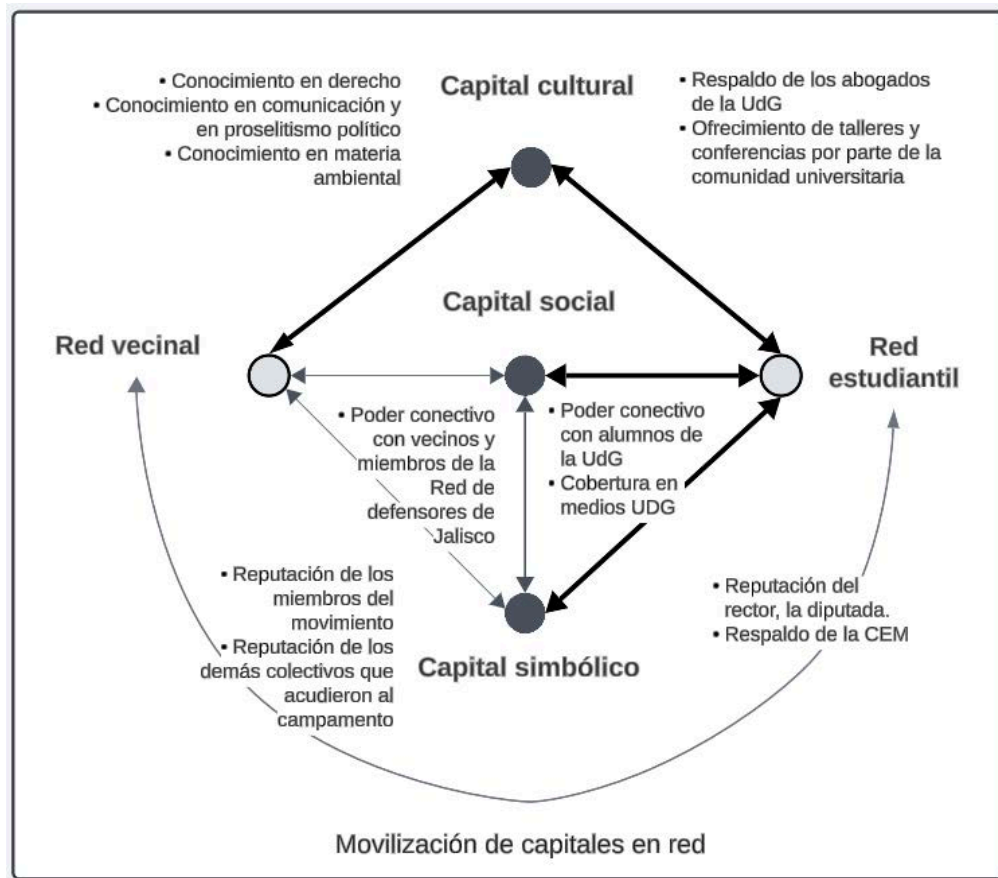 Capital cultural
• Conocimiento en derecho
• Conocimiento en comunicación y
en proselitismo político
• Conocimiento en materia
ambiental
• Respaldo de los abogados
de la UdG
• Ofrecimiento de talleres y
conferencias por parte de la
comunidad universitaria
Capital social
Red vecinal
Red
estudiantil
• Poder conectivo
con vecinos y
miembros de la
Red de
defensores de
Jalisco
• Poder conectivo
con alumnos de
la UdG
• Cobertura en
medios UDG
• Reputación de los
miembros del
movimiento
• Reputación de los
demás colectivos que
acudieron al
campamento
• Reputación del
rector, la diputada.
• Respaldo de la CEM
Capital simbólico
Movilización de capitales en red